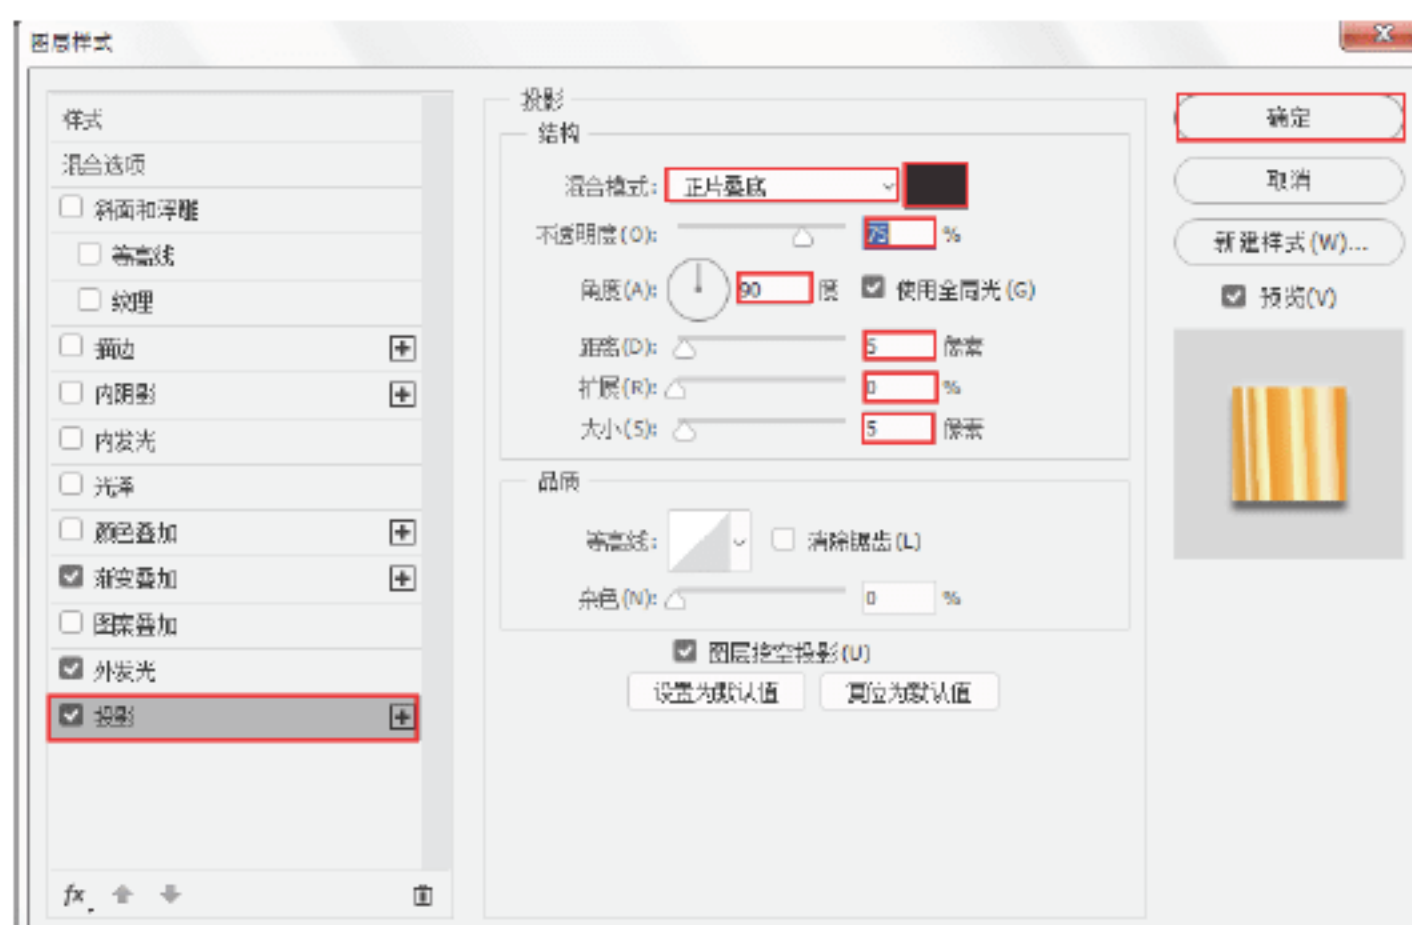 图层样式
样式
混合选项
斜面和浮雕
等高线
纹理
描边
内阴影
内发光
光泽
颜色叠加
渐变叠加
图案叠加
外发光
投影
fx
投影
结构
混合模式: 正片叠底
不透明度(O): 75 %
角度(A): 90 度 使用全局光(G)
距离(D): 5 像素
扩展(R): 0 %
大小(S): 5 像素
品质
等高线: 消除锯齿(L)
杂色(N): 0 %
图层挖空投影(U)
设置为默认值 复位为默认值
确定
取消
新建样式(W)...
预览(V)